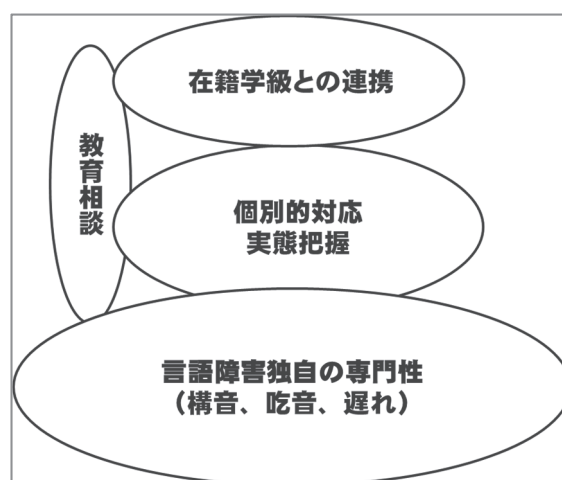 在籍学級との連携
教育相談
個別的対応
実態把握
言語障害独自の専門性
（構音、吃音、遅れ）